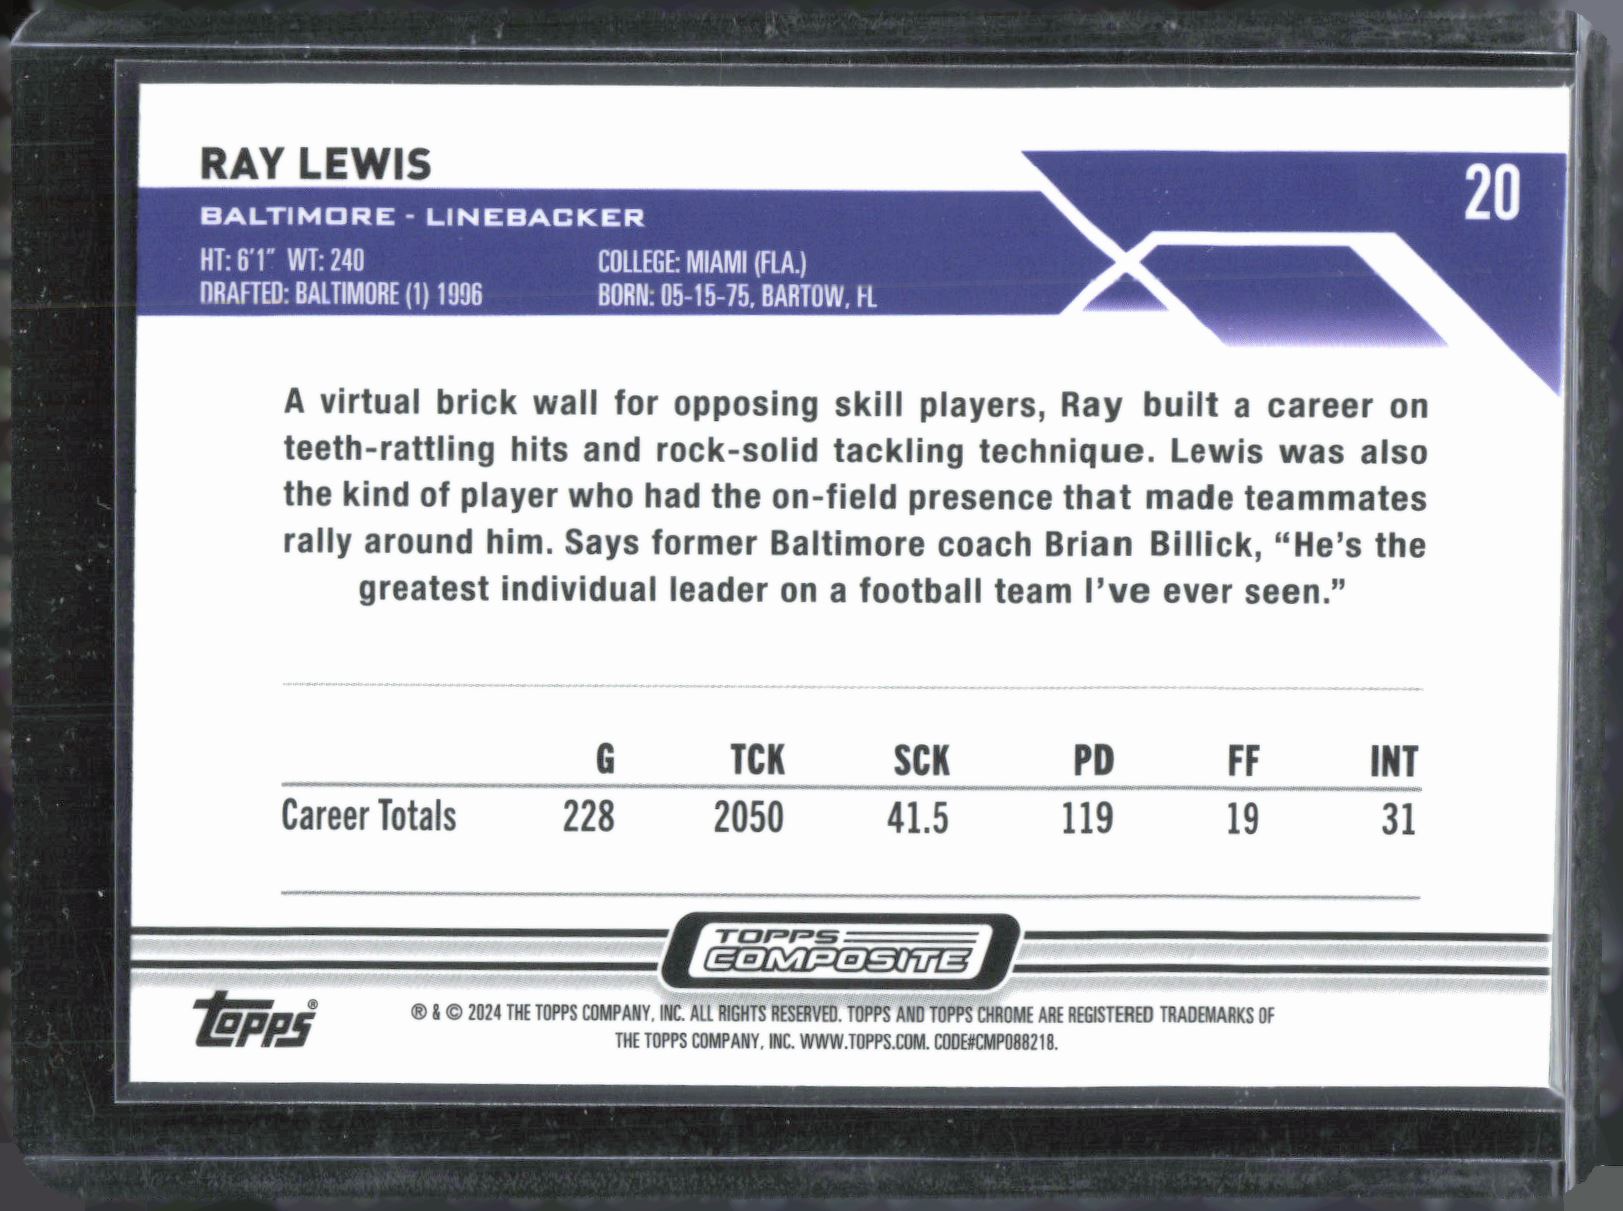 RAY LEWIS
20
BALTIMORE - LINEBACKER
HT: 6'1" WT: 240
COLLEGE: MIAMI (FLA.)
DRAFTED: BALTIMORE (1) 1996
BORN: 05-15-75, BARTOW, FL
A virtual brick wall for opposing skill players, Ray built a career on
teeth-rattling hits and rock-solid tackling technique. Lewis was also
the kind of player who had the on-field presence that made teammates
rally around him. Says former Baltimore coach Brian Billick, “He’s the
greatest individual leader on a football team I’ve ever seen.”
G TCK SCK PD FF INT
Career Totals 228 2050 41.5 119 19 31
TOPPS
COMPOSITE
Topps®
® & © 2024 THE TOPPS COMPANY, INC. ALL RIGHTS RESERVED. TOPPS AND TOPPS CHROME ARE REGISTERED TRADEMARKS OF
THE TOPPS COMPANY, INC. WWW.TOPPS.COM. CODE#CMP088218.